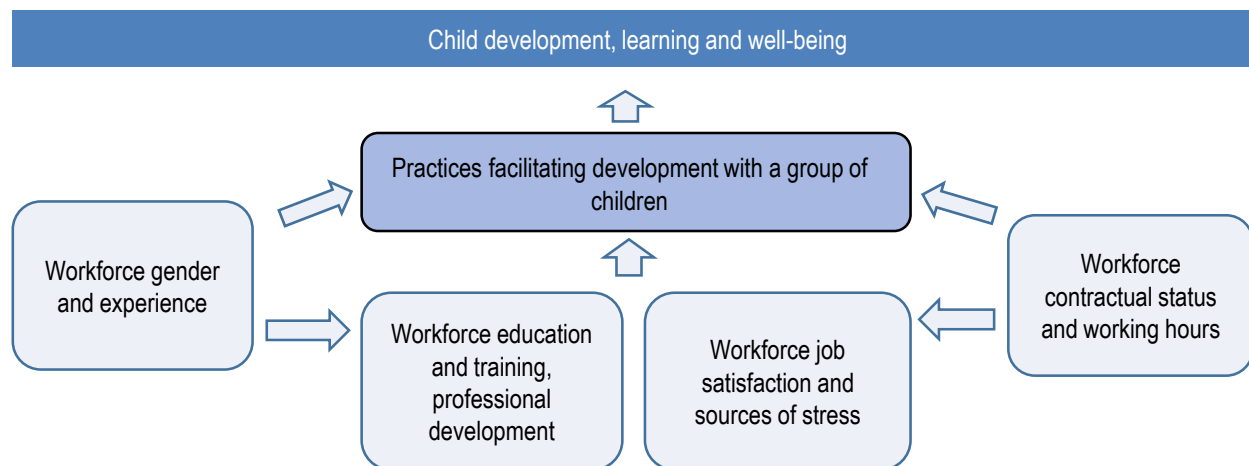 Child development, learning and well-being
Practices facilitating development with a group of
children
Workforce gender
and experience
Workforce education
and training,
professional
development
Workforce job
satisfaction and
sources of stress
Workforce
contractual status
and working hours